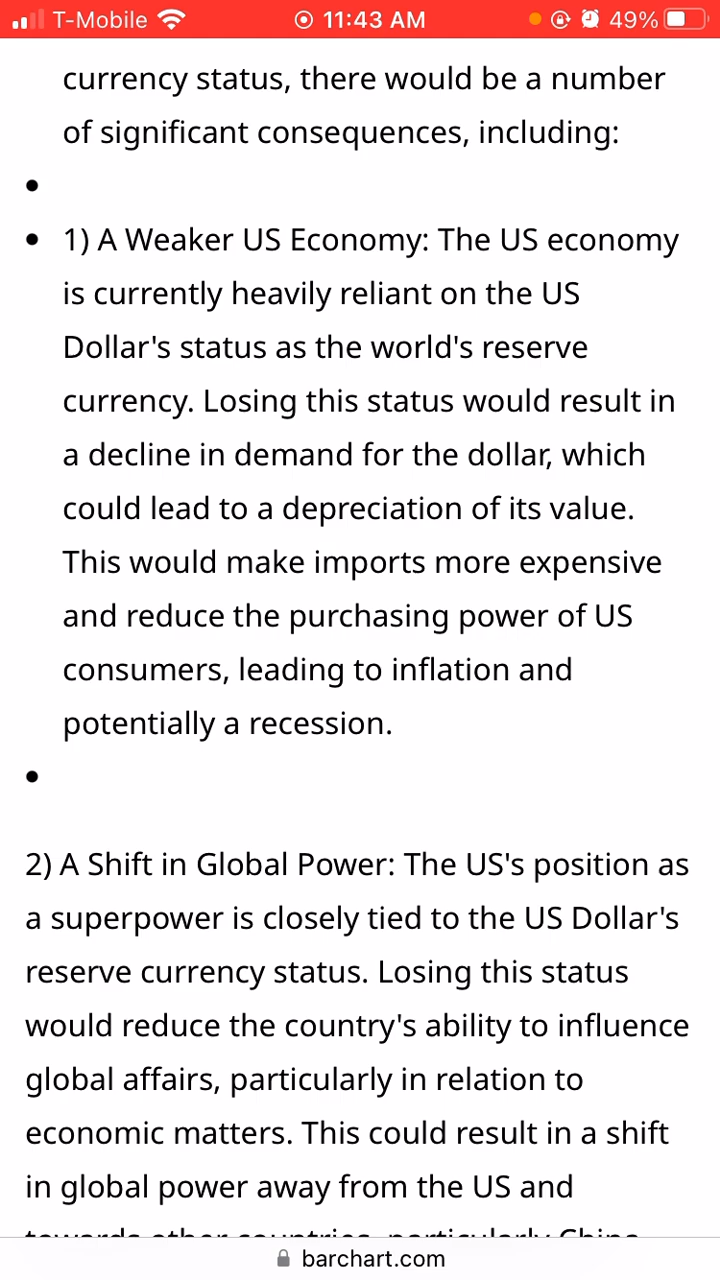 T-Mobile 11:43 AM 49%
currency status, there would be a number
of significant consequences, including:
•
• 1) A Weaker US Economy: The US economy
is currently heavily reliant on the US
Dollar's status as the world's reserve
currency. Losing this status would result in
a decline in demand for the dollar, which
could lead to a depreciation of its value.
This would make imports more expensive
and reduce the purchasing power of US
consumers, leading to inflation and
potentially a recession.
•
2) A Shift in Global Power: The US's position as
a superpower is closely tied to the US Dollar's
reserve currency status. Losing this status
would reduce the country's ability to influence
global affairs, particularly in relation to
economic matters. This could result in a shift
in global power away from the US and
towards other countries, particularly China
barchart.com